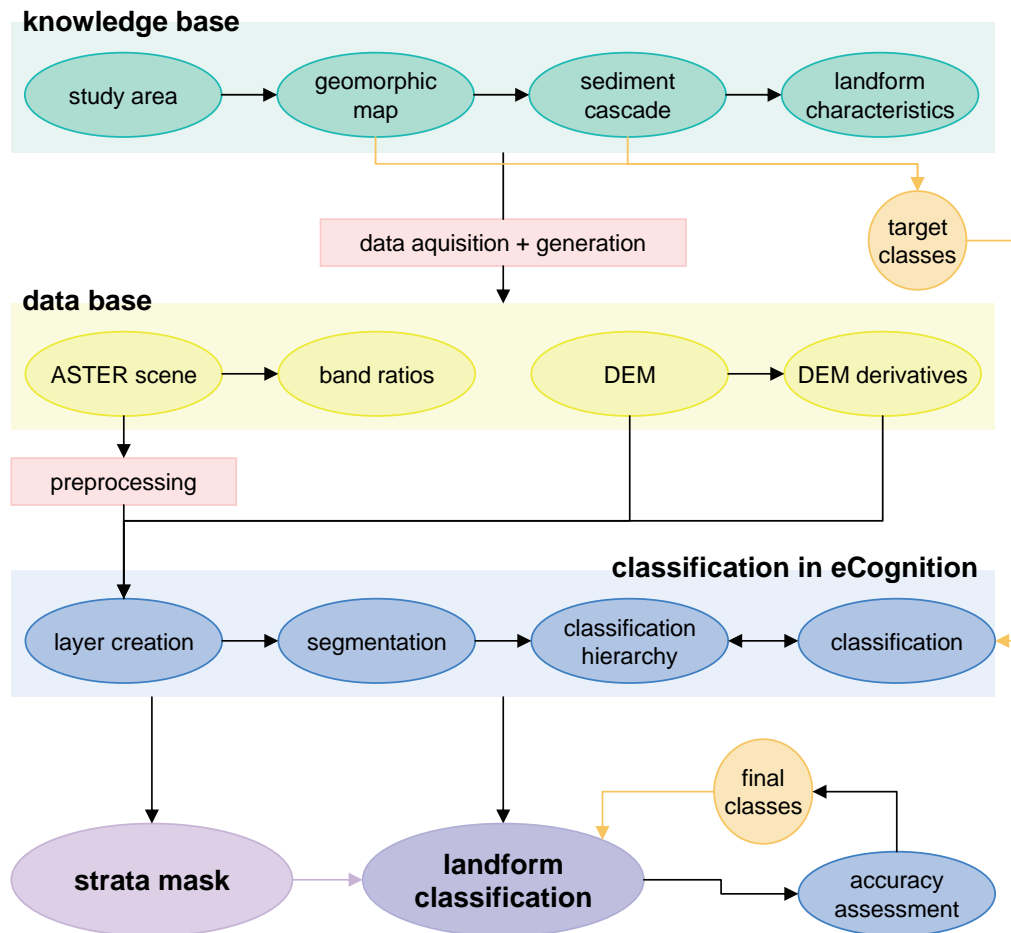 knowledge base
study area
geomorphic
map
sediment
cascade
landform
characteristics
target
classes
data aquisition + generation
data base
ASTER scene
band ratios
DEM
DEM derivatives
preprocessing
classification in eCognition
layer creation
segmentation
classification
hierarchy
classification
final
classes
strata mask
landform
classification
accuracy
assessment